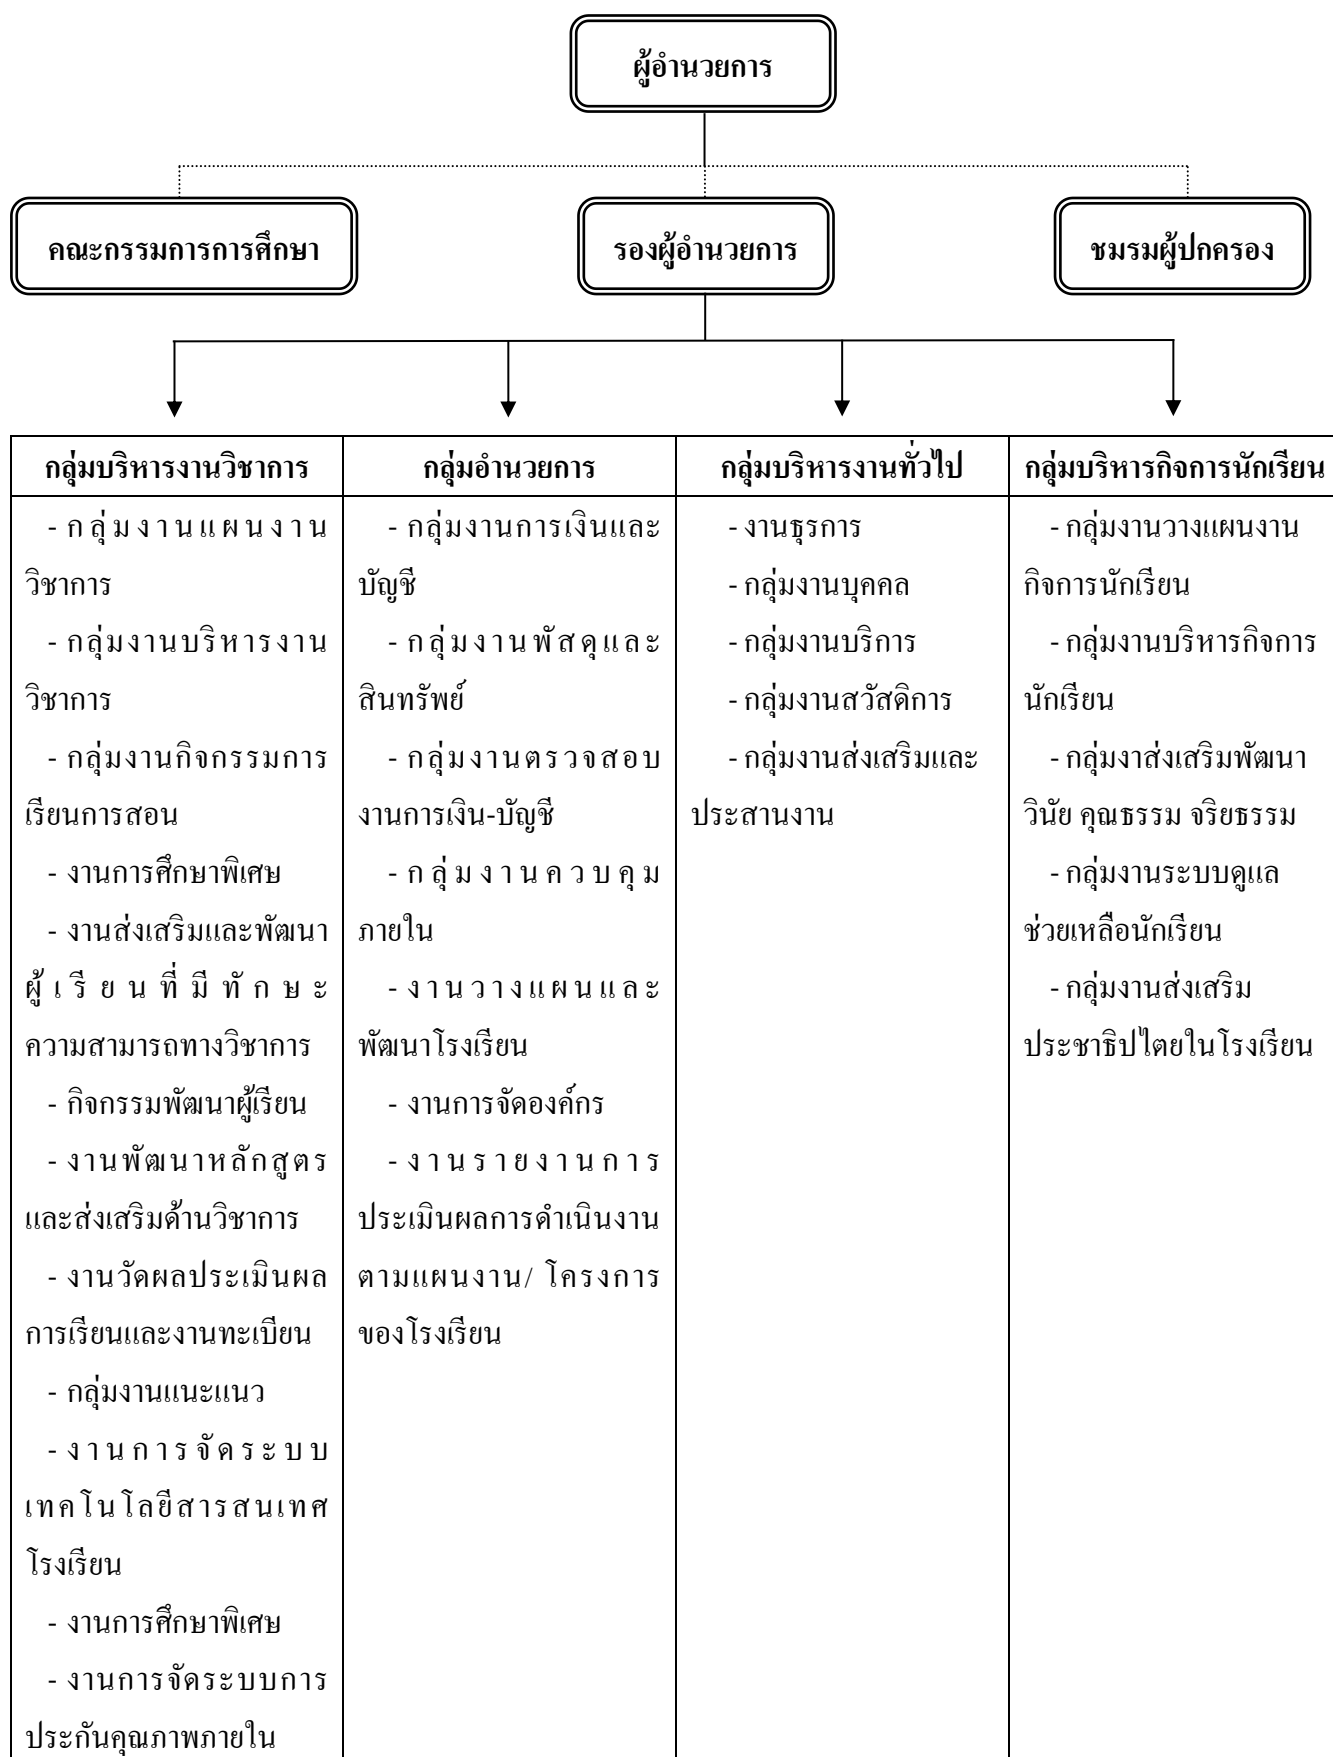 ผู้อำนวยการ
คณะกรรมการการศึกษา
รองผู้อำนวยการ
ชมรมผู้ปกครอง
กลุ่มบริหารงานวิชาการ
- กลุ่มงานแผนงาน
วิชาการ
- กลุ่มงานบริหารงาน
วิชาการ
- กลุ่มงานกิจกรรมการ
เรียนการสอน
- งานการศึกษาพิเศษ
- งานส่งเสริมและพัฒนา
ผู้เรียนที่มีทักษะ
ความสามารถทางวิชาการ
- กิจกรรมพัฒนาผู้เรียน
- งานพัฒนาหลักสูตร
และส่งเสริมด้านวิชาการ
- งานวัดผลประเมินผล
การเรียนและงานทะเบียน
- กลุ่มงานแนะแนว
- งานการจัดระบบ
เทคโนโลยีสารสนเทศ
โรงเรียน
- งานการศึกษาพิเศษ
- งานการจัดระบบการ
ประกันคุณภาพภายใน
กลุ่มอำนวยการ
- กลุ่มงานการเงินและ
บัญชี
- กลุ่มงานพัสดุและ
สินทรัพย์
- กลุ่มงานตรวจสอบ
งานการเงิน-บัญชี
- กลุ่มงานควบคุม
ภายใน
- งานวางแผนและ
พัฒนาโรงเรียน
- งานการจัดองค์กร
- งานรายงานการ
ประเมินผลการดำเนินงาน
ตามแผนงาน/ โครงการ
ของโรงเรียน
กลุ่มบริหารงานทั่วไป
- งานธุรการ
- กลุ่มงานบุคคล
- กลุ่มงานบริการ
- กลุ่มงานสวัสดิการ
- กลุ่มงานส่งเสริมและ
ประสานงาน
กลุ่มบริหารกิจการนักเรียน
- กลุ่มงานวางแผนงาน
กิจการนักเรียน
- กลุ่มงานบริหารกิจการ
นักเรียน
- กลุ่มงาส่งเสริมพัฒนา
วินัย คุณธรรม จริยธรรม
- กลุ่มงานระบบดูแล
ช่วยเหลือนักเรียน
- กลุ่มงานส่งเสริม
ประชาธิปไตยในโรงเรียน